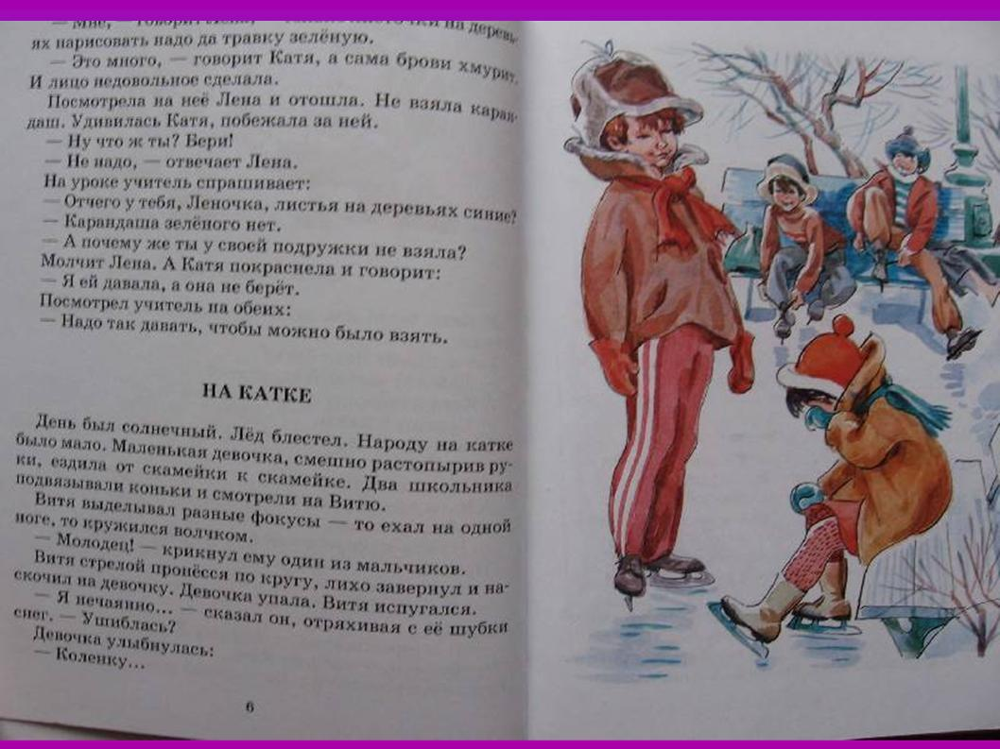 — Мне, — говорит Лена, — только листочки на деревь-
ях нарисовать надо да травку зелёную.
— Это много, — говорит Катя, а сама брови хмурит.
И лицо недовольное сделала.
Посмотрела на неё Лена и отошла. Не взяла каран-
даш. Удивилась Катя, побежала за ней.
— Ну что ж ты? Бери!
— Не надо, — отвечает Лена.
На уроке учитель спрашивает:
— Отчего у тебя, Леночка, листья на деревьях синие?
— Карандаша зелёного нет.
— А почему же ты у своей подружки не взяла?
Молчит Лена. А Катя покраснела и говорит:
— Я ей давала, а она не берёт.
Посмотрел учитель на обеих:
— Надо так давать, чтобы можно было взять.
НА КАТКЕ
День был солнечный. Лёд блестел. Народу на катке
было мало. Маленькая девочка, смешно растопырив ру-
ки, ездила от скамейки к скамейке. Два школьника
подвязывали коньки и смотрели на Витю.
Витя выделывал разные фокусы — то ехал на одной
ноге, то кружился волчком.
— Молодец! — крикнул ему один из мальчиков.
Витя стрелой пронёсся по кругу, лихо завернул и на-
скочил на девочку. Девочка упала. Витя испугался.
— Я нечаянно... — сказал он, отряхивая с её шубки
снег. — Ушиблась?
Девочка улыбнулась:
— Коленку...
6